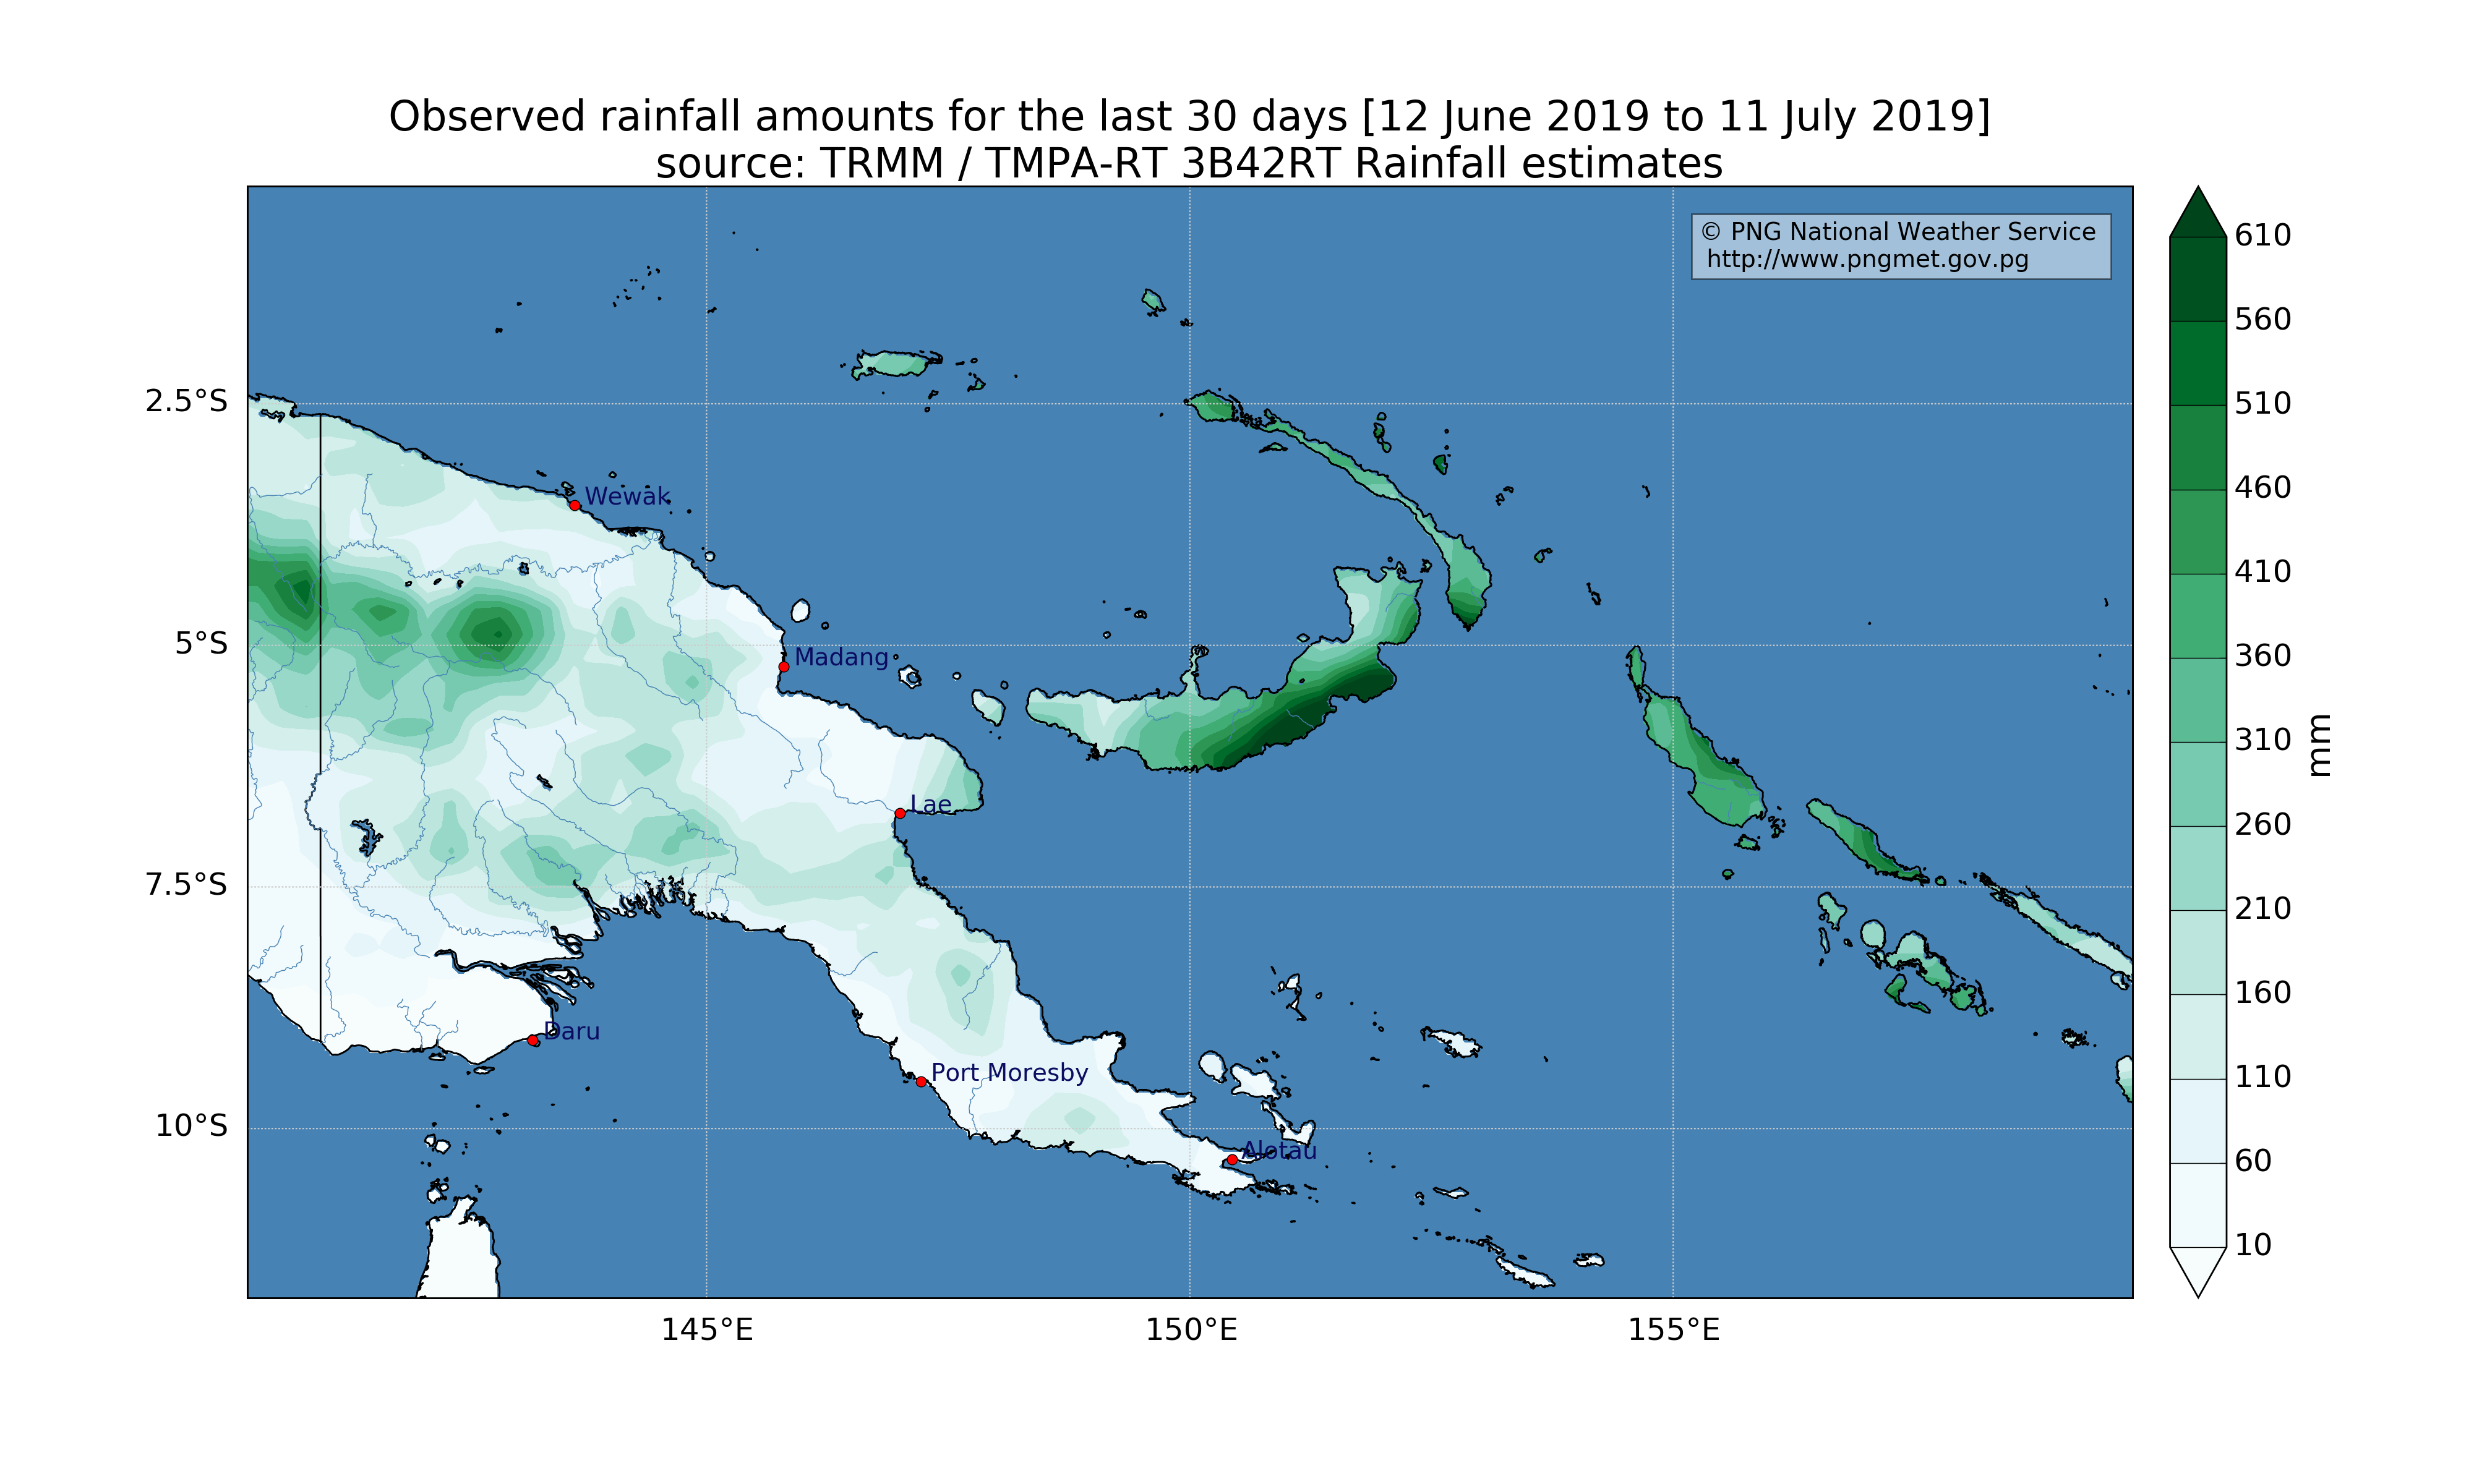 Observed rainfall amounts for the last 30 days [12 June 2019 to 11 July 2019]
source: TRMM / TMPA-RT 3B42RT Rainfall estimates
© PNG National Weather Service
http://www.pngmet.gov.pg
610
560
510
460
410
360
310
260
210
160
110
60
10
mm
2.5°S
5°S
7.5°S
10°S
Wewak
Madang
Lae
Daru
Port Moresby
Alotau
145°E
150°E
155°E